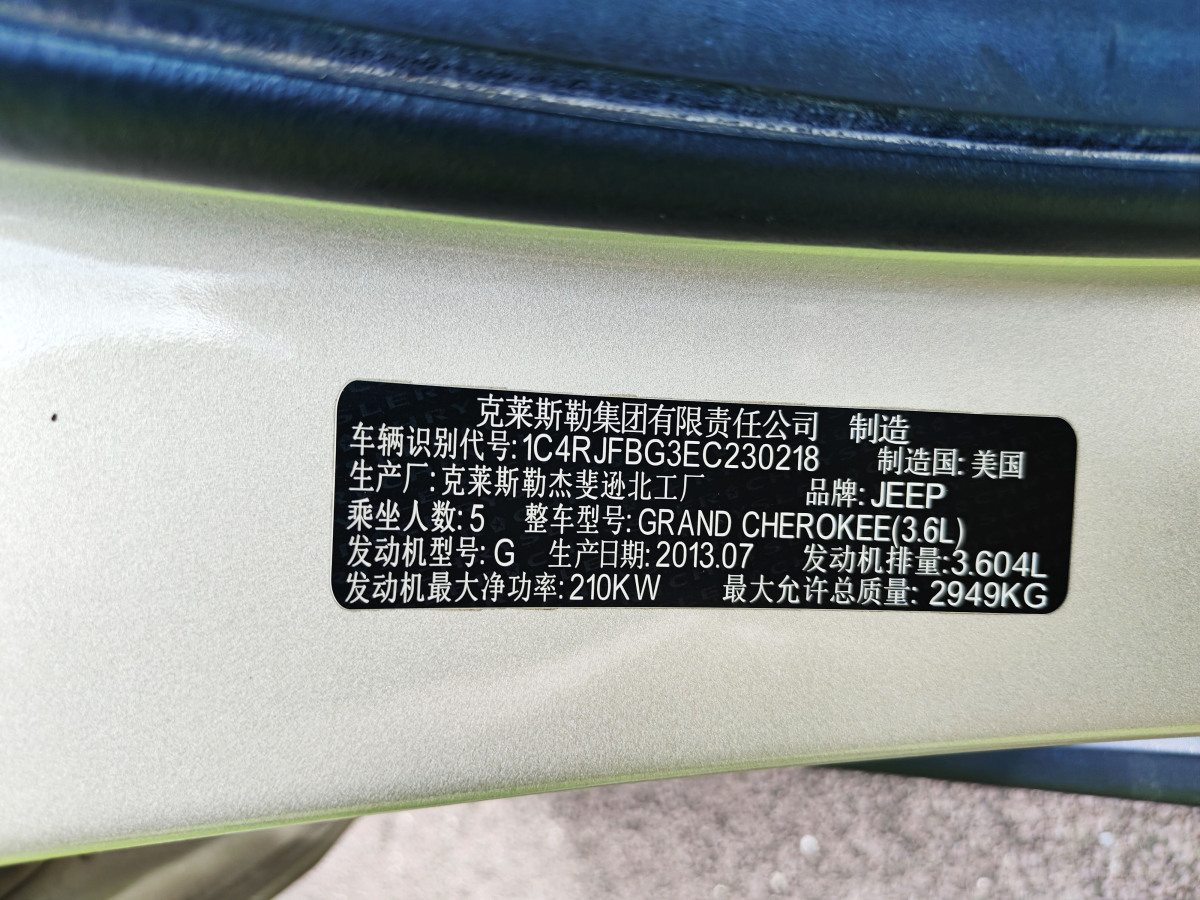 克莱斯勒集团有限责任公司 制造
车辆识别代号:1C4RJFBG3EC230218 制造国:美国
生产厂:克莱斯勒杰斐逊北工厂 品牌:JEEP
乘坐人数:5 整车型号:GRAND CHEROKEE(3.6L)
发动机型号:G 生产日期:2013.07 发动机排量:3.604L
发动机最大净功率:210KW 最大允许总质量:2949KG